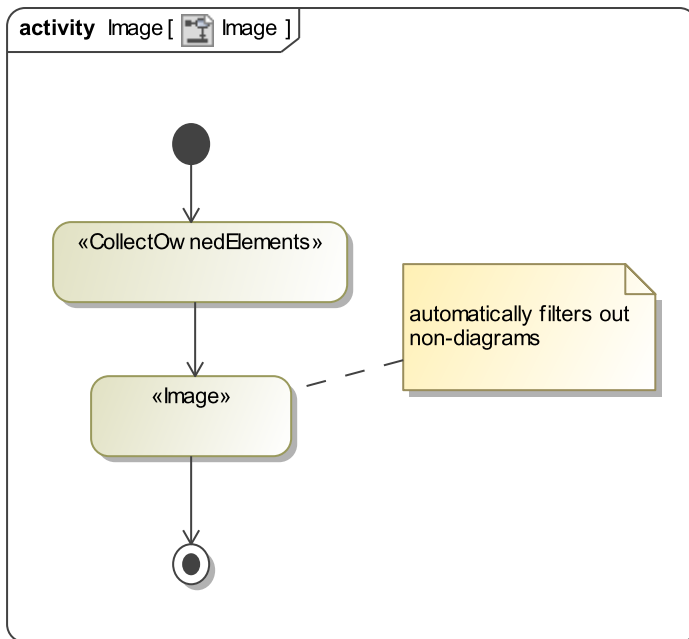 activity Image [ Image ]
«CollectOwnedElements»
automatically filters out
non-diagrams
«Image»